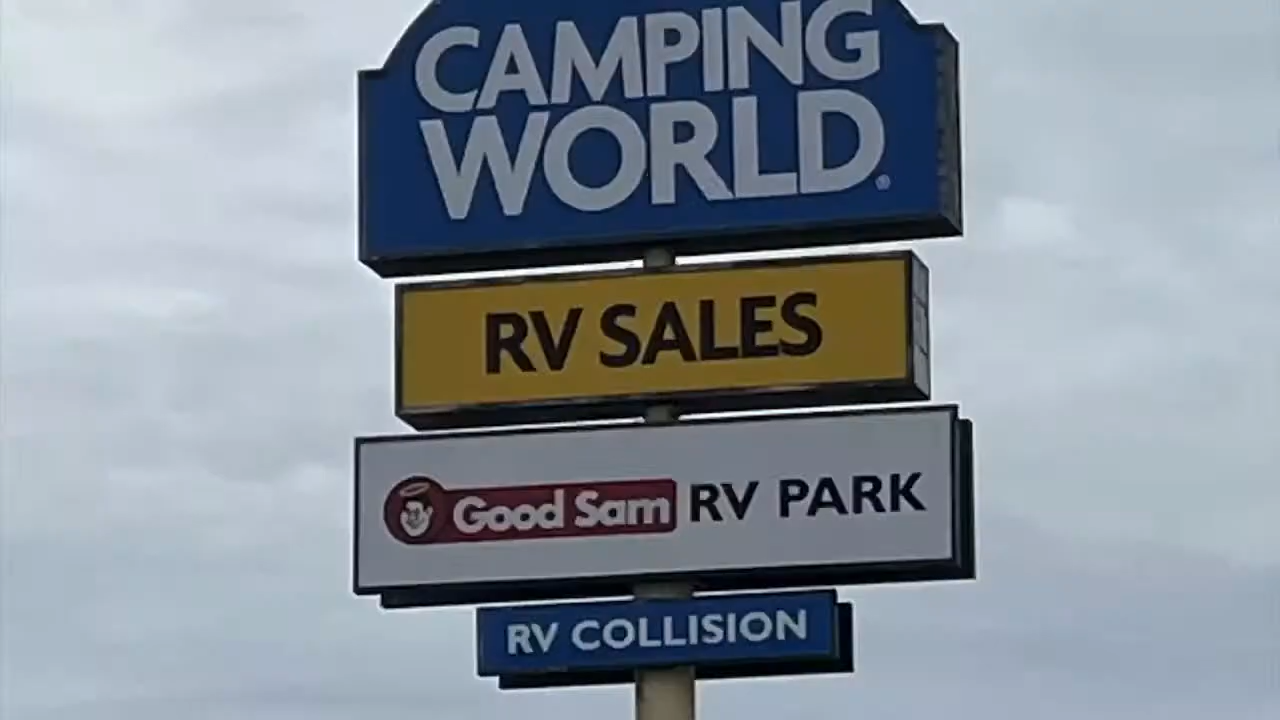 CAMPING
WORLD®
RV SALES
Good Sam RV PARK
RV COLLISION